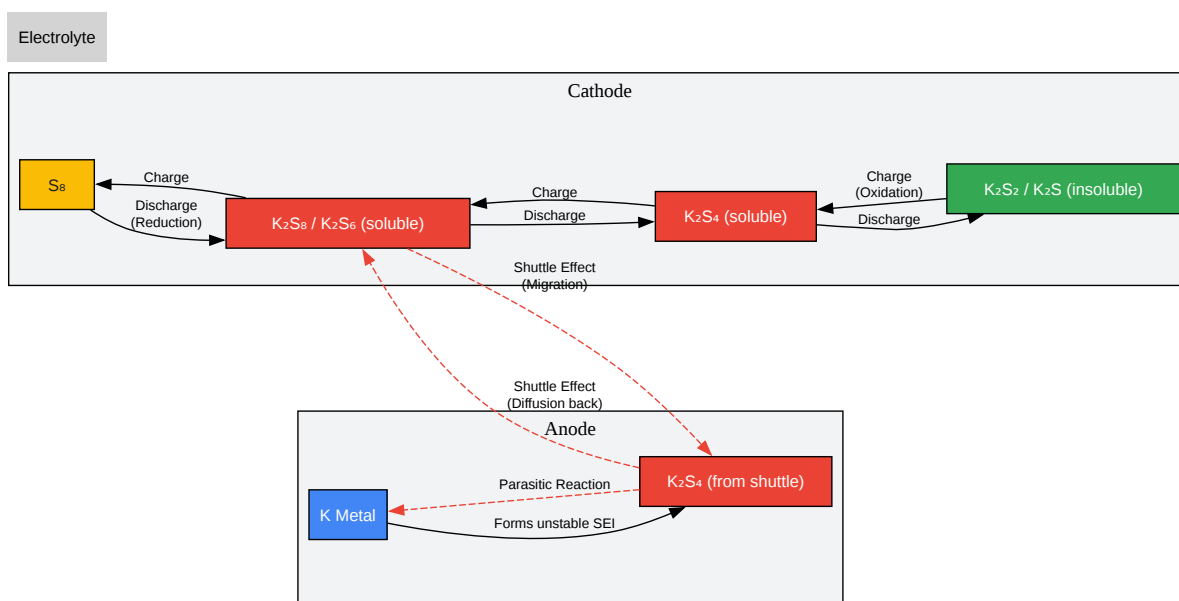 Electrolyte
Cathode
S₈
Charge
Discharge
(Reduction)
K₂S₈ / K₂S₆ (soluble)
Charge
Discharge
K₂S₄ (soluble)
Charge
(Oxidation)
Discharge
K₂S₂ / K₂S (insoluble)
Shuttle Effect
(Migration)
Shuttle Effect
(Diffusion back)
Anode
K₂S₄ (from shuttle)
Parasitic Reaction
K Metal
Forms unstable SEI